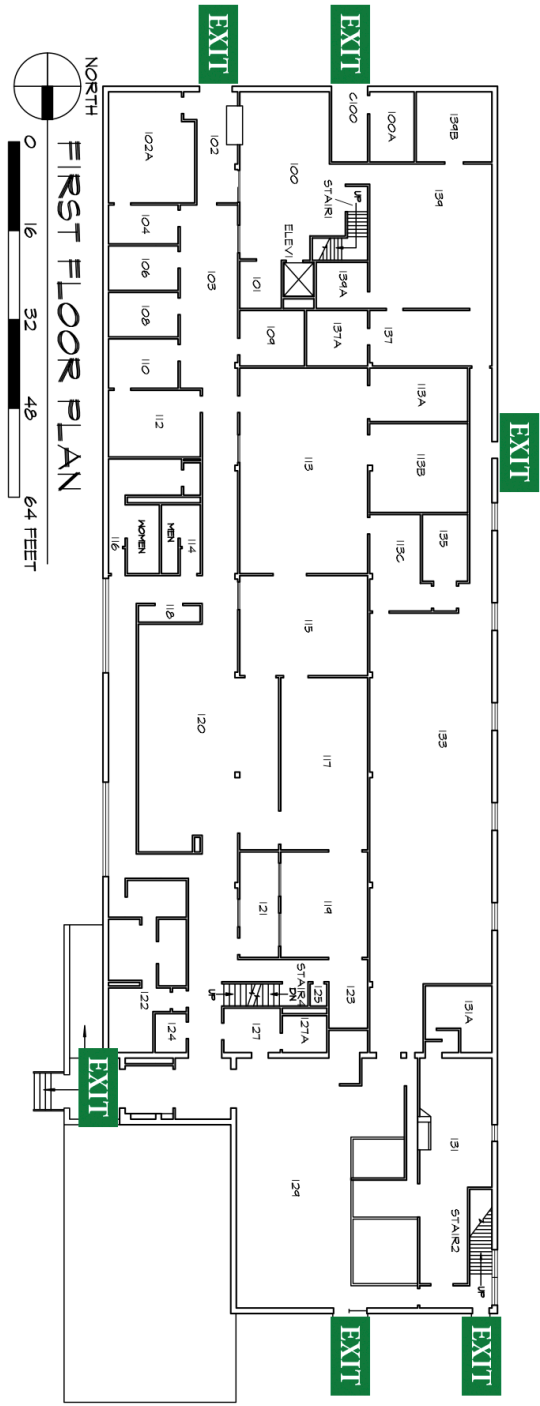 EXIT
EXIT
NORTH
FIRST FLOOR PLAN
0 16 32 48 64 FEET
102A
102
100
C100
100A
139B
139
STAIR1
UP
ELEV1
104
103
101
139A
106
108
109
137A
137
110
112
113
113A
113B
EXIT
113C
135
WOMEN
MEN
116
114
118
115
120
117
133
121
119
STAIR4
UP
DN
125
123
122
124
127
127A
131A
EXIT
129
131
STAIR2
UP
EXIT
EXIT